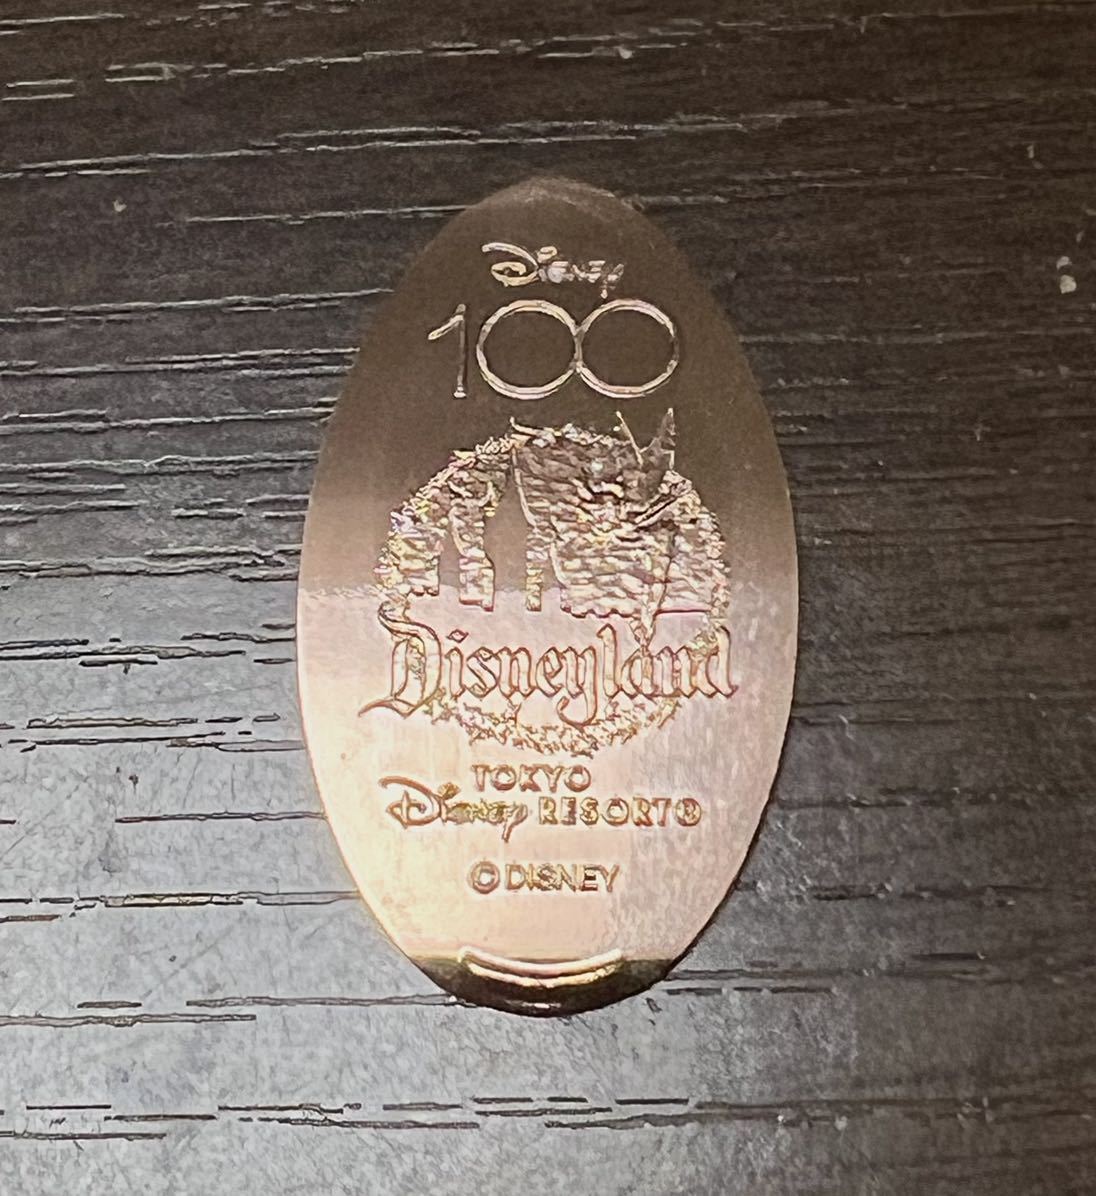 Disney
100
Disneyland
TOKYO
Disney RESORT®
©DISNEY